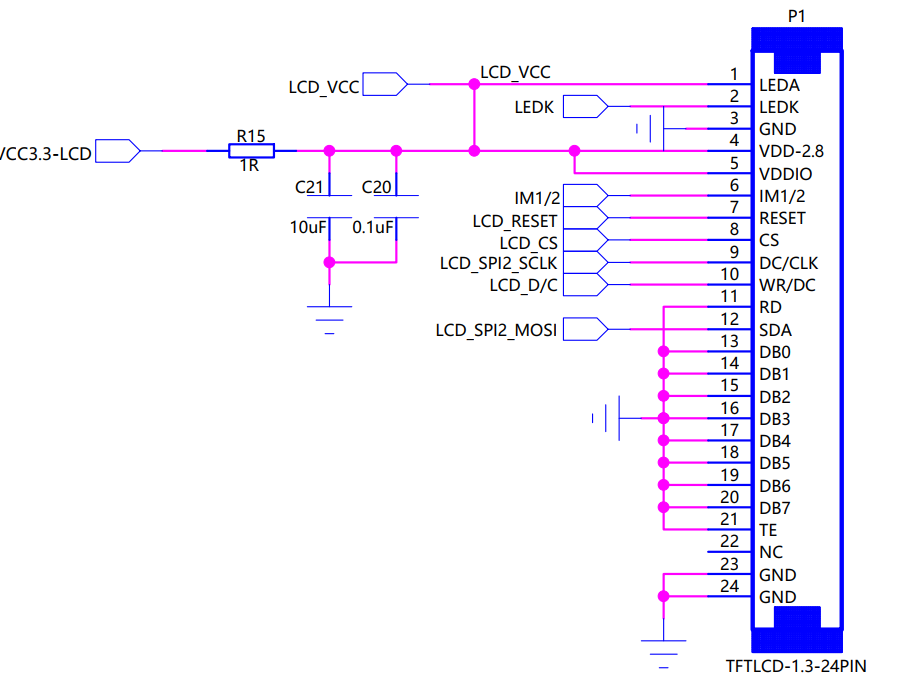 P1
LCD_VCC
LCD_VCC
1
LEDA
LEDK
2
LEDK
3
GND
VCC3.3-LCD
R15
1R
4
VDD-2.8
5
VDDIO
C21
C20
10uF
0.1uF
IM1/2
6
IM1/2
LCD_RESET
7
RESET
LCD_CS
8
CS
LCD_SPI2_SCLK
9
DC/CLK
LCD_D/C
10
WR/DC
11
RD
LCD_SPI2_MOSI
12
SDA
13
DB0
14
DB1
15
DB2
16
DB3
17
DB4
18
DB5
19
DB6
20
DB7
21
TE
22
NC
23
GND
24
GND
TFTLCD-1.3-24PIN